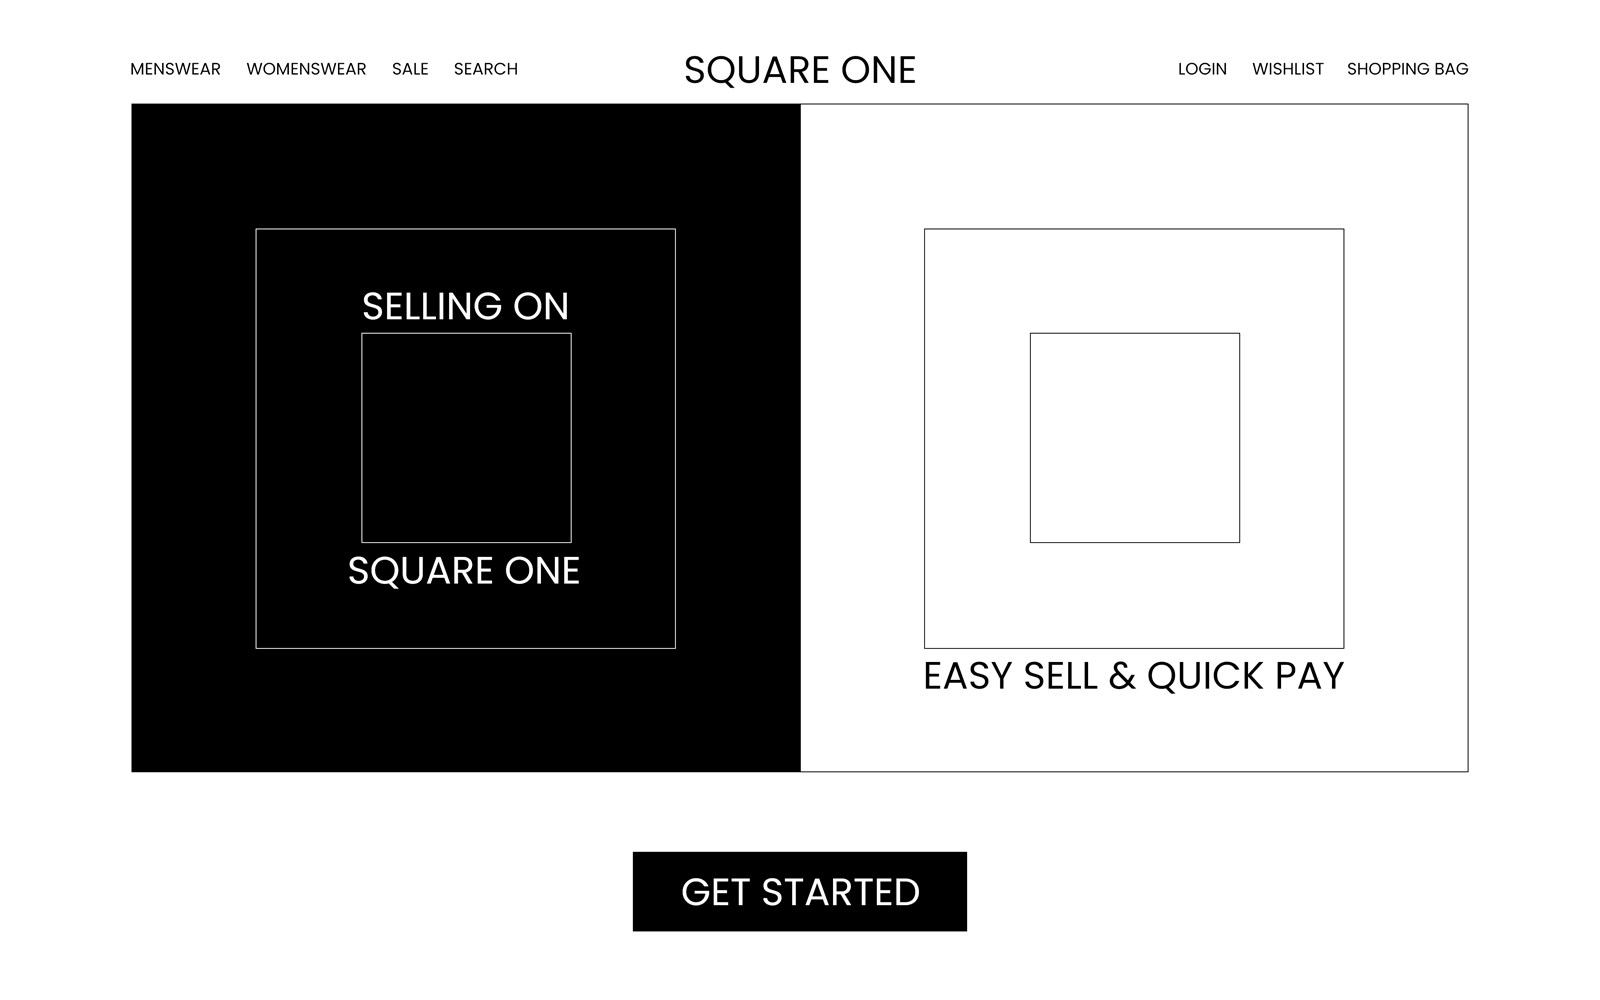 MENSWEAR WOMENSWEAR SALE SEARCH SQUARE ONE LOGIN WISHLIST SHOPPING BAG
SELLING ON
SQUARE ONE
EASY SELL & QUICK PAY
GET STARTED